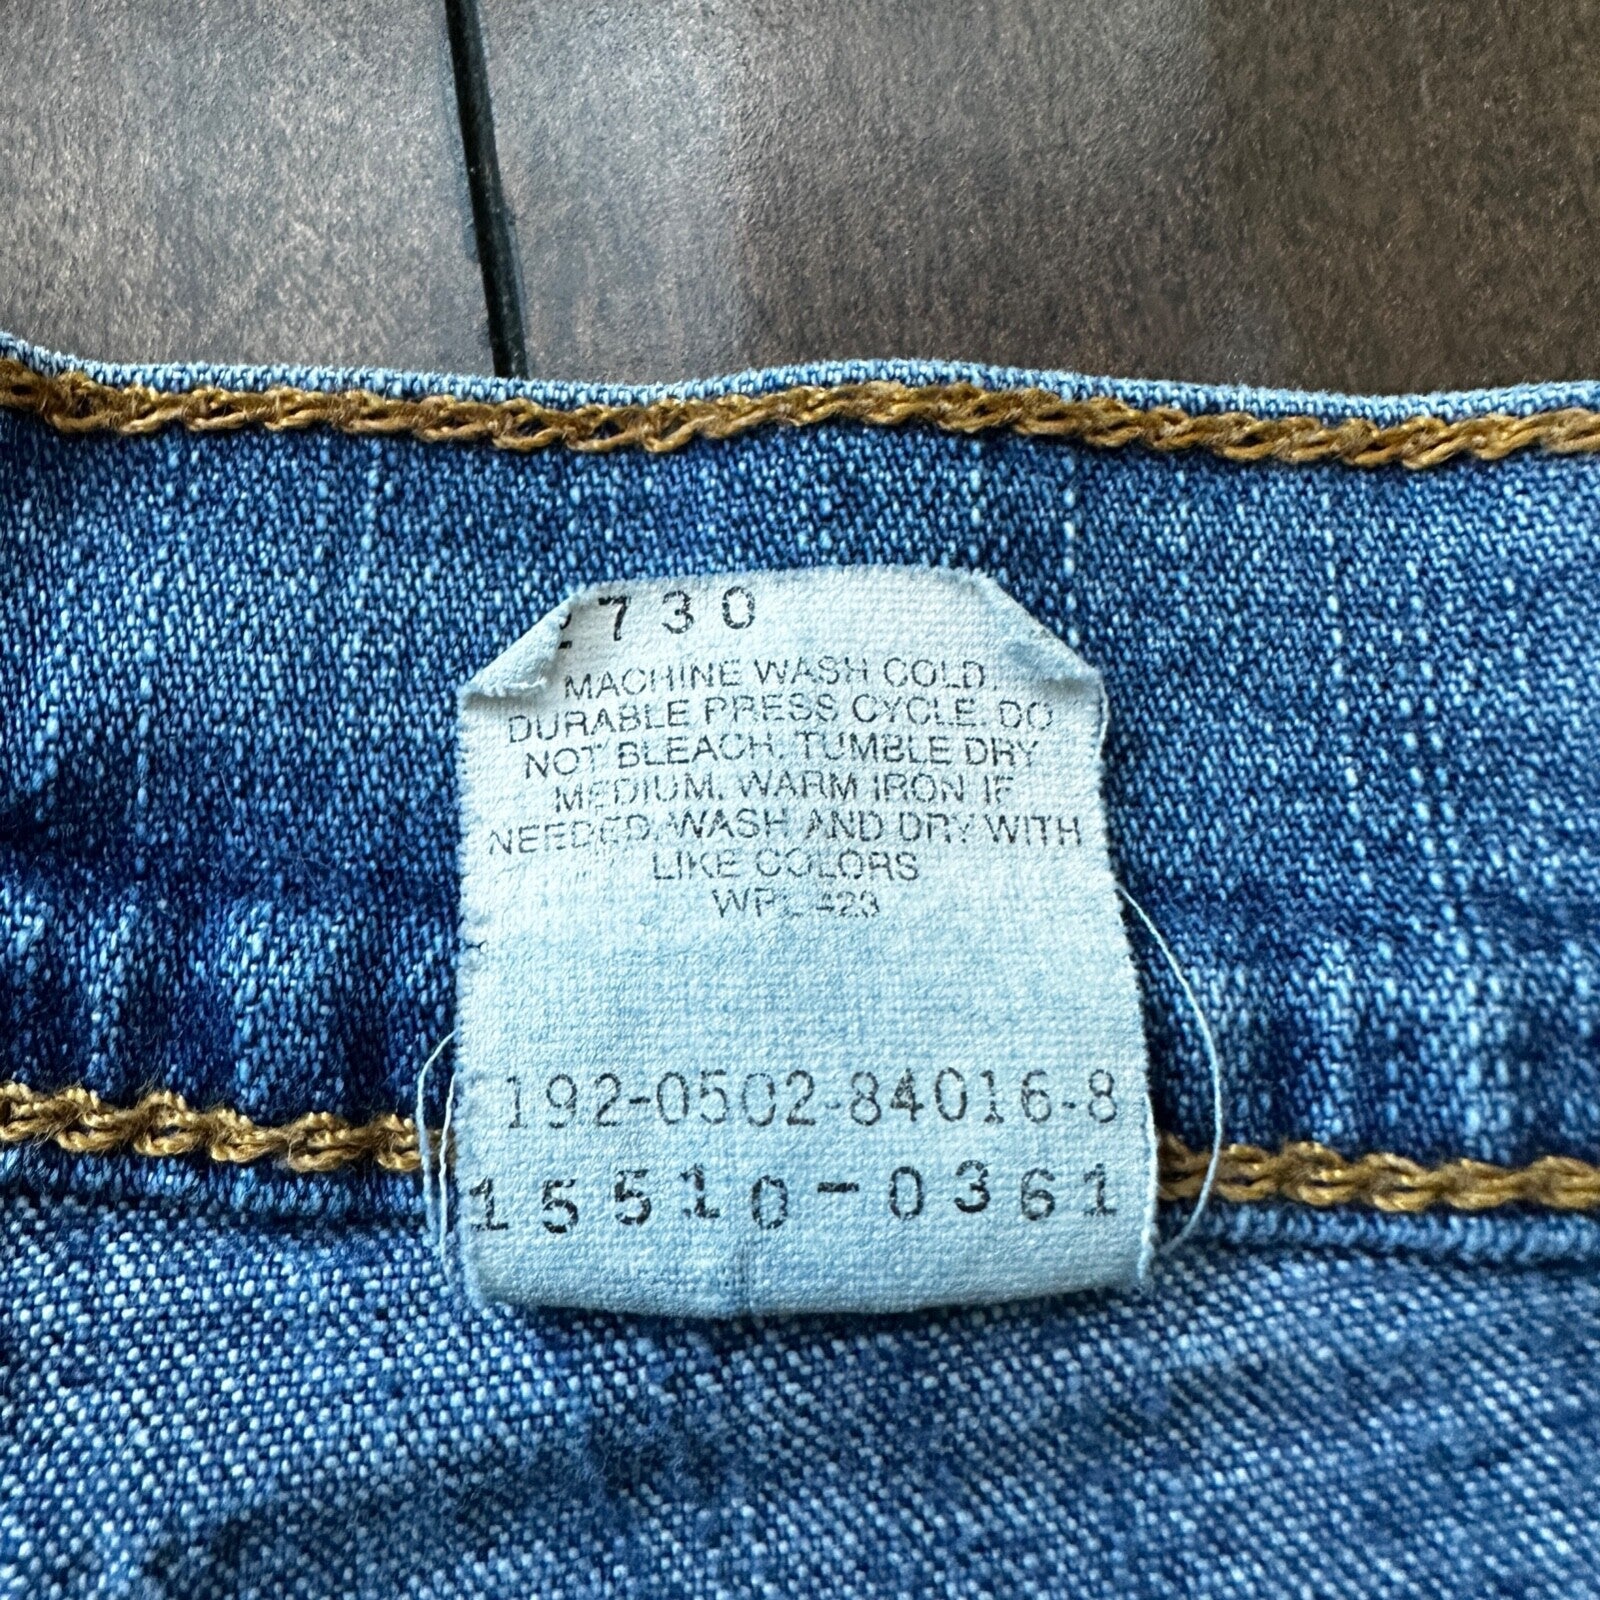 730
MACHINE WASH COLD,
DURABLE PRESS CYCLE. DO
NOT BLEACH. TUMBLE DRY
MEDIUM. WARM IRON IF
NEEDED. WASH AND DRY WITH
LIKE COLORS
WPL 423
192-0502-84016-8
15510-0361